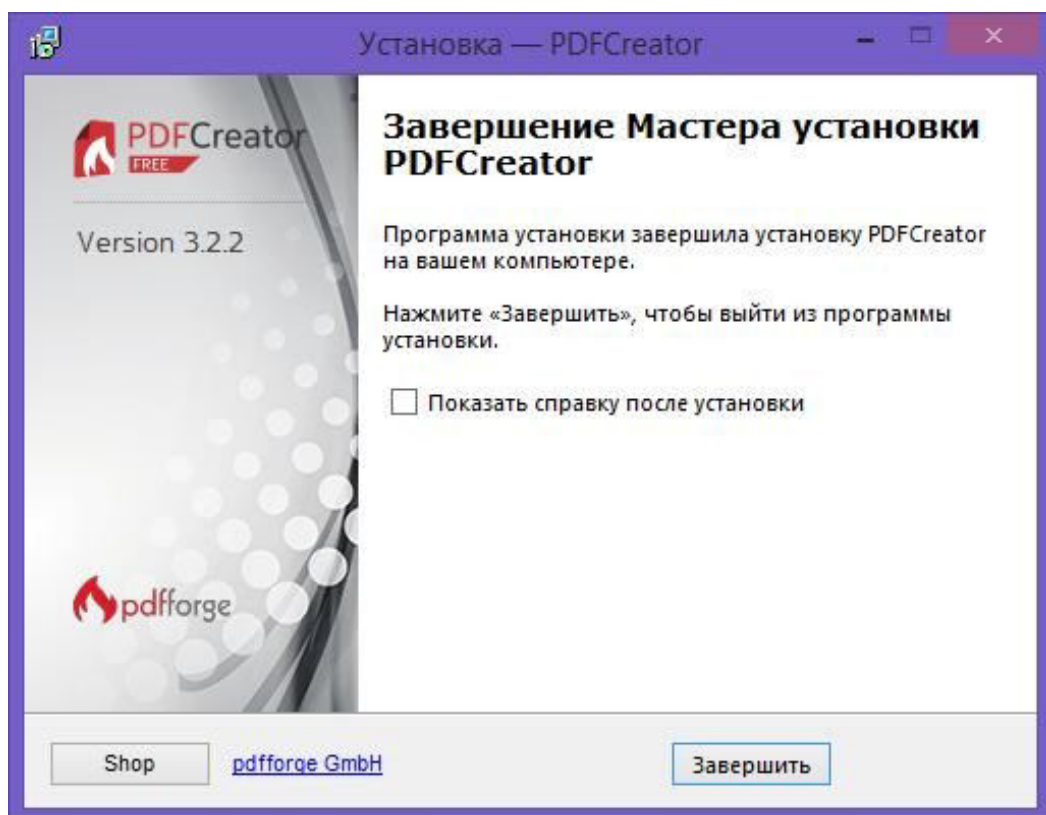 Установка — PDFCreator
PDFCreator
FREE
Version 3.2.2
Завершение Мастера установки
PDFCreator
Программа установки завершила установку PDFCreator
на вашем компьютере.
Нажмите «Завершить», чтобы выйти из программы
установки.
Показать справку после установки
pdfforge
Shop
pdfforge GmbH
Завершить